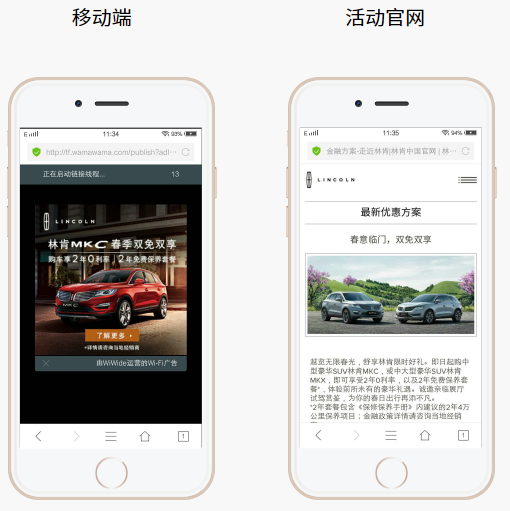 移动端
活动官网
E
11:34
93%
http://tf.wamawama.com/publish?adl···
正在启动链接线程...
13
LINCOLN
林肯MKC 春季双免双享
购车享2年0利率 | 2年免费保养套餐
了解更多
*详情请咨询当地经销商
由WiWide运营的Wi-Fi广告
1
E
11:35
94%
金融方案-走近林肯|林肯中国官网 | 林···
LINCOLN
最新优惠方案
春意临门，双免双享
越览无限春光，舒享林肯限时好礼。即日起购中
型豪华SUV林肯MKC，或中大型豪华SUV林肯
MKX，即可享受2年0利率，以及2年免费保养套
餐*，体验前所未有的豪华礼遇。诚邀亲临展厅
试驾赏鉴，为你的春日出行再添不凡。
*2年套餐包含《保修保养手册》内建议的2年4万
公里保养项目；金融政策详情请咨询当地经销
1